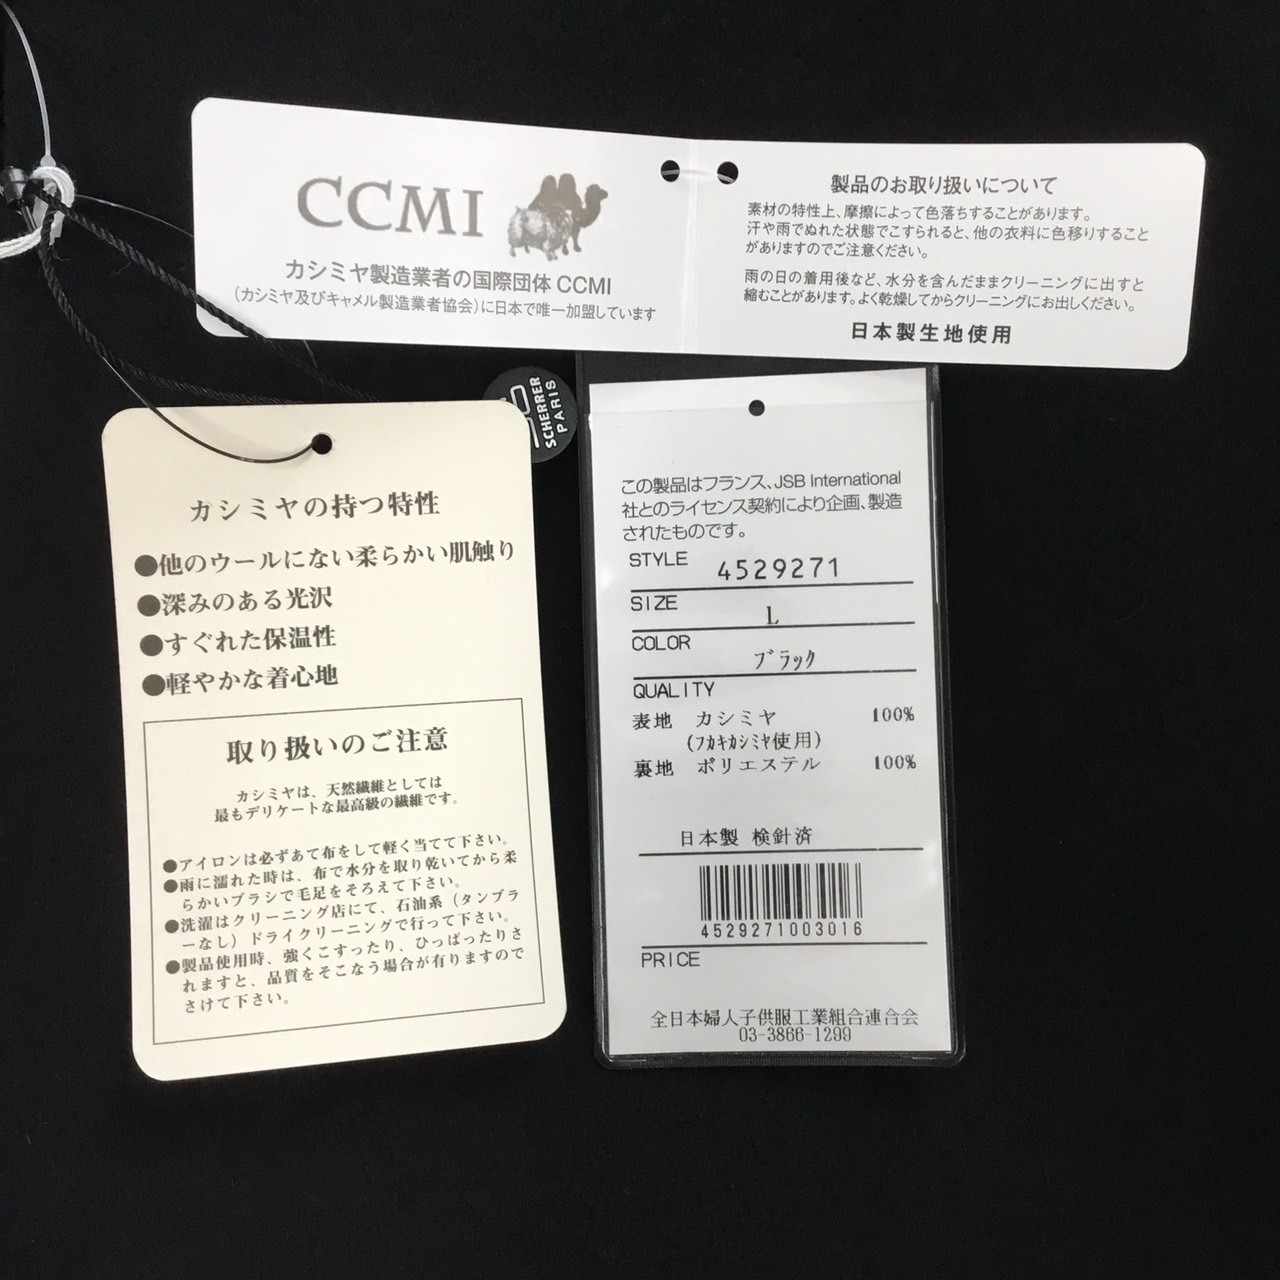 CCMI
カシミヤ製造業者の国際団体 CCMI
(カシミヤ及びキャメル製造業者協会)に日本で唯一加盟しています
製品のお取り扱いについて
素材の特性上、摩擦によって色落ちすることがあります。
汗や雨でぬれた状態でこすられると、他の衣料に色移りすること
がありますのでご注意ください。
雨の日の着用後など、水分を含んだままクリーニングに出すと
縮むことがあります。よく乾燥してからクリーニングにお出しください。
日本製生地使用
SCHERRER
PARIS
カシミヤの持つ特性
●他のウールにない柔らかい肌触り
●深みのある光沢
●すぐれた保温性
●軽やかな着心地
取り扱いのご注意
カシミヤは、天然繊維としては
最もデリケートな最高級の繊維です。
●アイロンは必ずあて布をして軽く当てて下さい。
●雨に濡れた時は、布で水分を取り乾いてから柔
らかいブラシで毛足をそろえて下さい。
●洗濯はクリーニング店にて、石油系(タンブラ
ーなし)ドライクリーニングで行って下さい。
●製品使用時、強くこすったり、ひっぱったりさ
れますと、品質をそこなう場合が有りますので
さけて下さい。
この製品はフランス、JSB International
社とのライセンス契約により企画、製造
されたものです。
STYLE 4529271
SIZE L
COLOR ブラック
QUALITY
表地 カシミヤ 100%
(フカキカシミヤ使用)
裏地 ポリエステル 100%
日本製 検針済
4529271003016
PRICE
全日本婦人子供服工業組合連合会
03-3866-1299